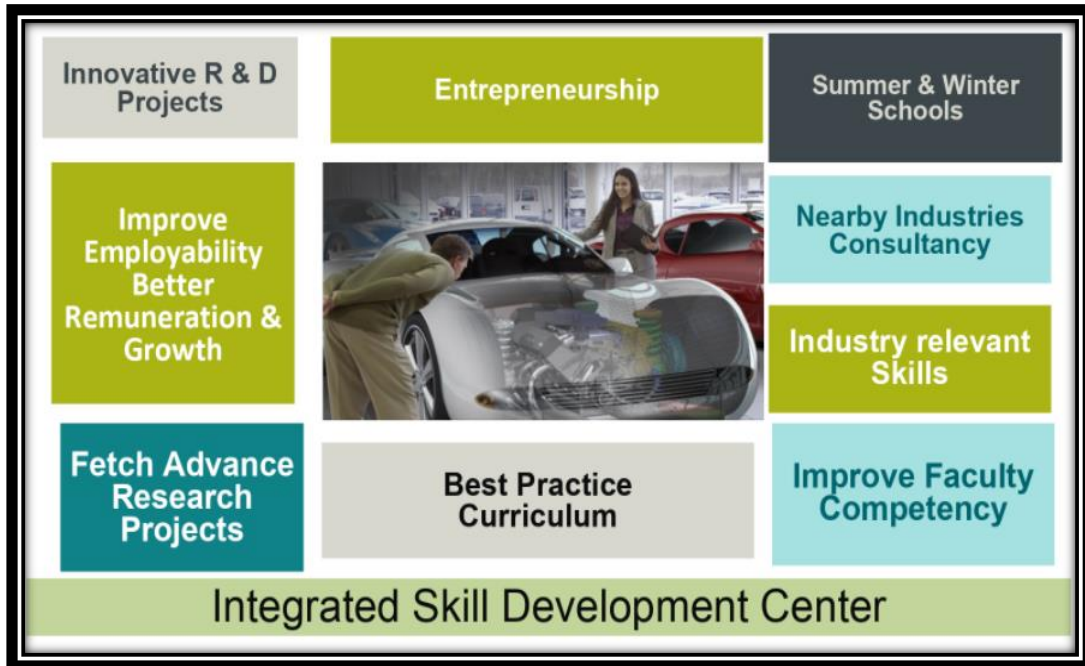 Innovative R & D
Projects
Entrepreneurship
Summer & Winter
Schools
Improve
Employability
Better
Remuneration &
Growth
Nearby Industries
Consultancy
Industry relevant
Skills
Fetch Advance
Research
Projects
Best Practice
Curriculum
Improve Faculty
Competency
Integrated Skill Development Center